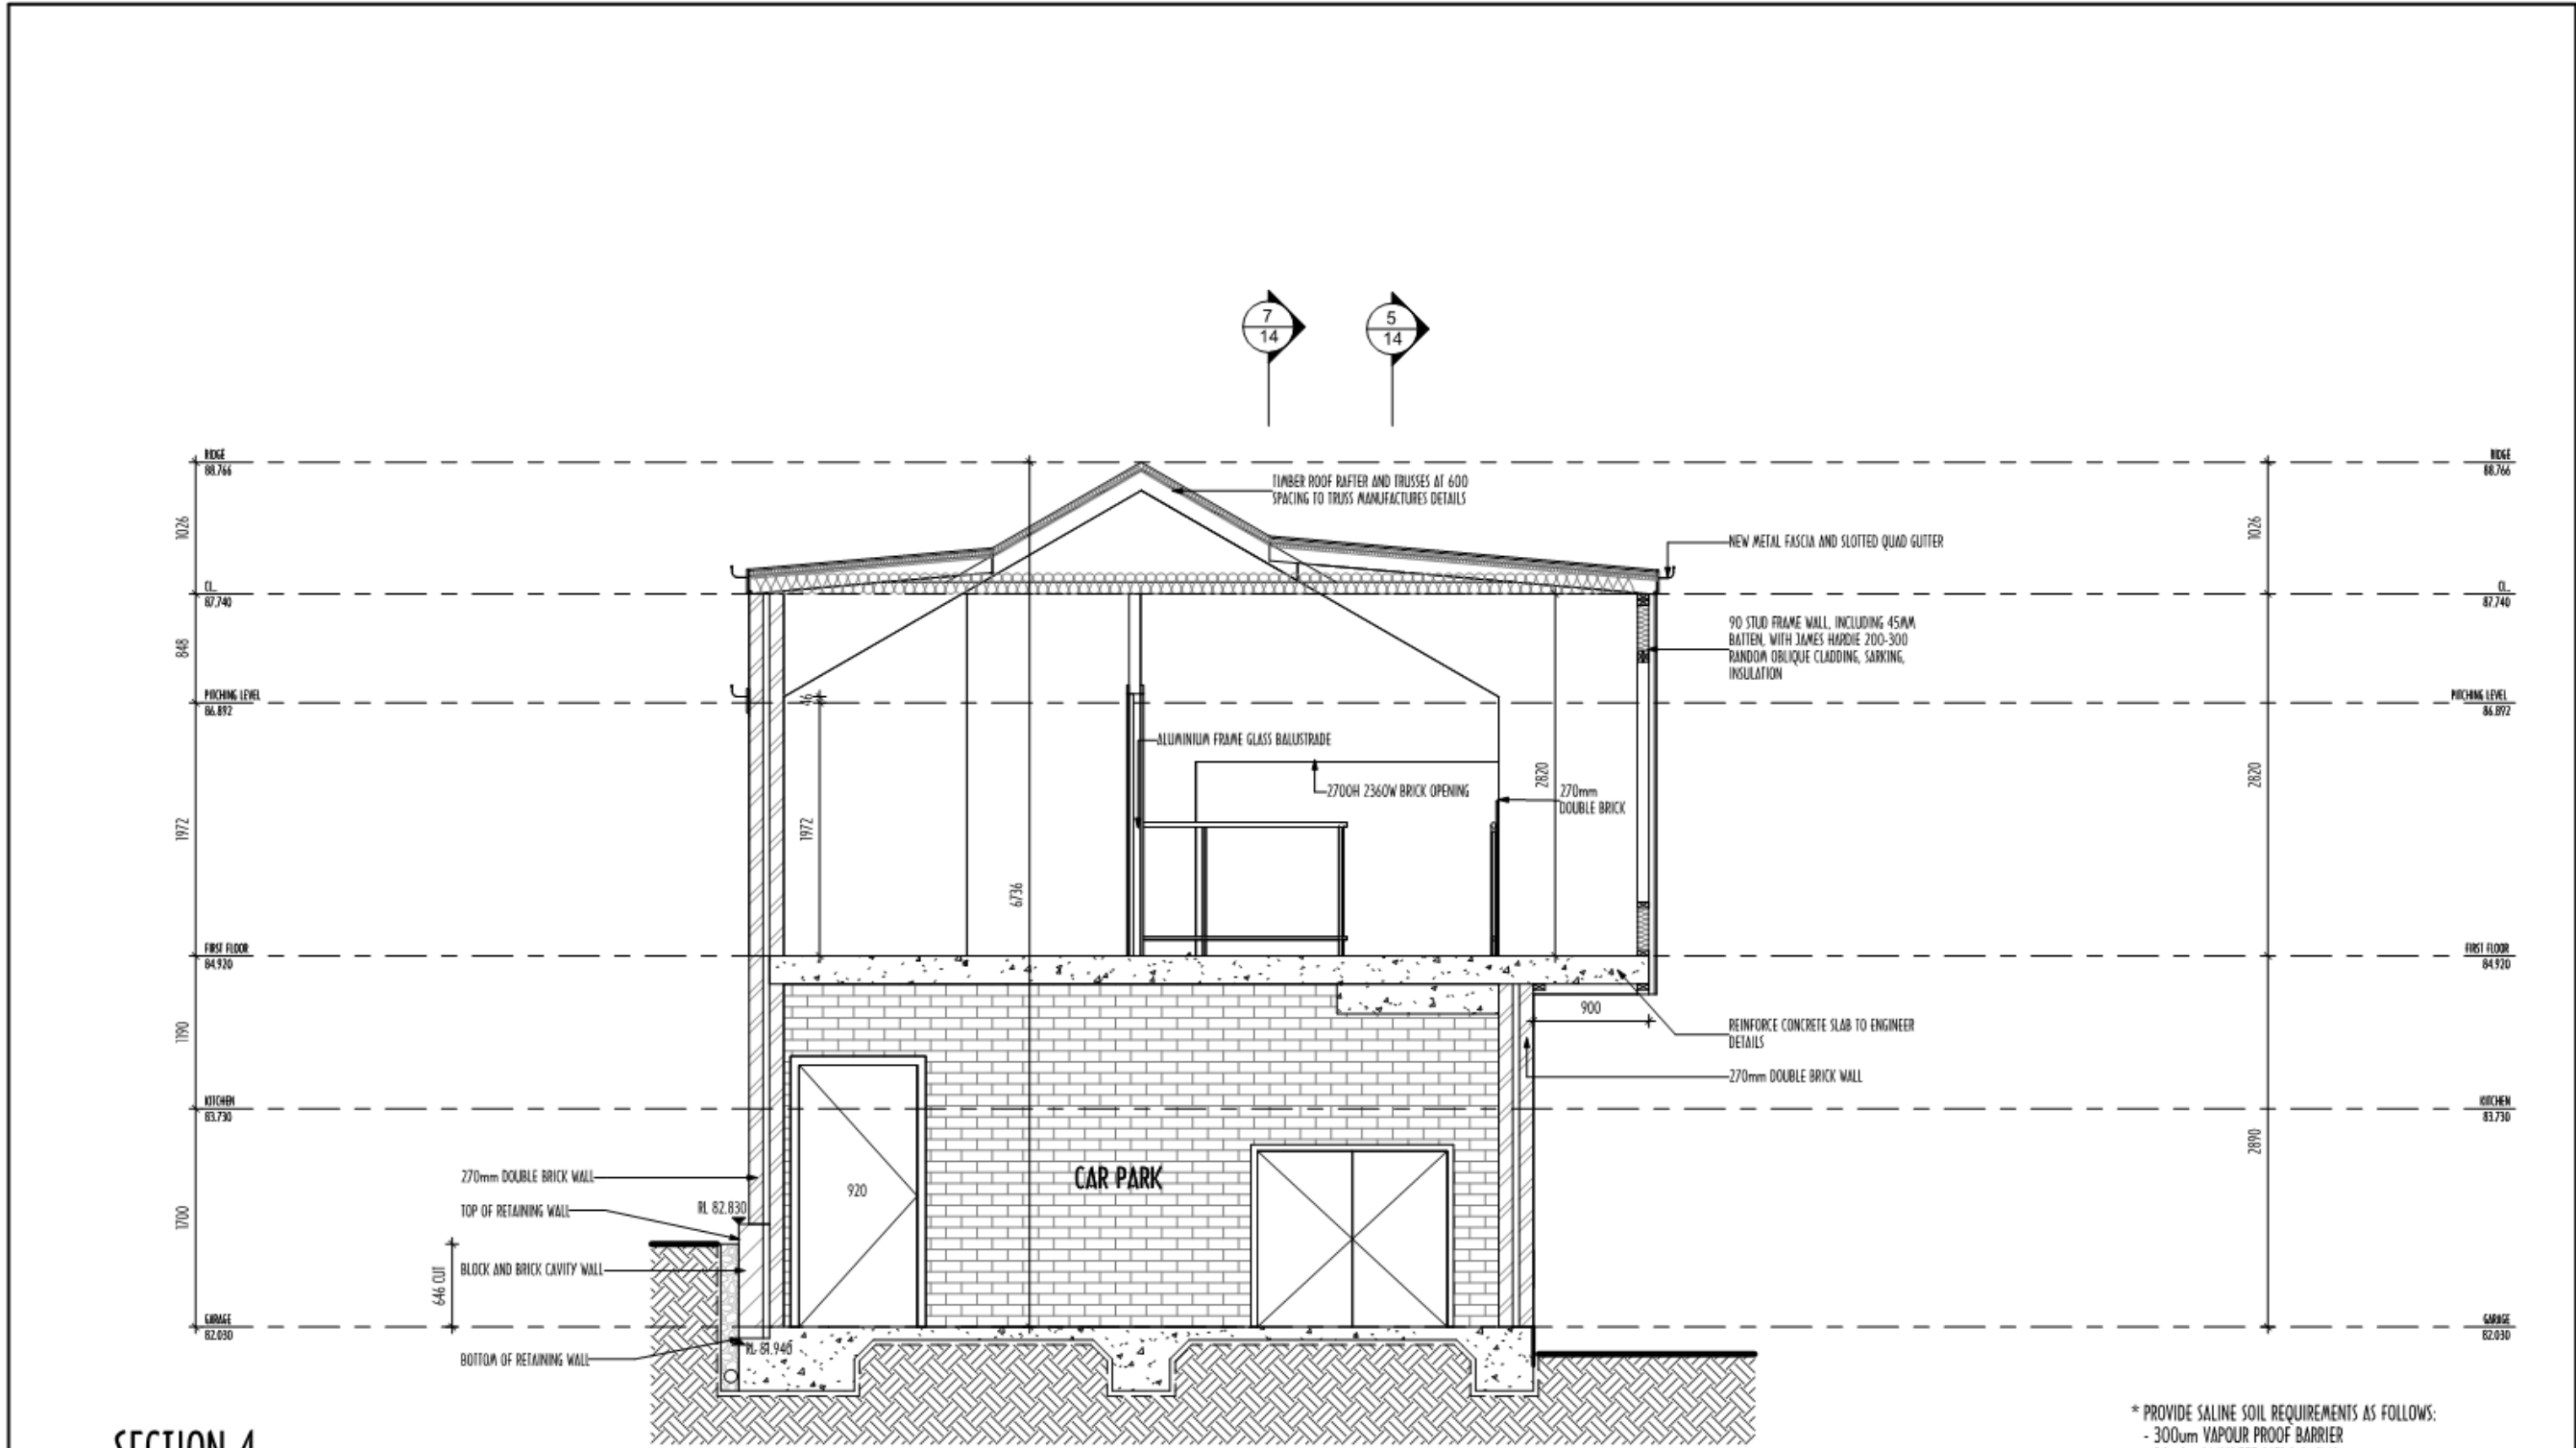 7
14
5
14
RIDGE
88.766
RIDGE
88.766
TIMBER ROOF RAFTER AND TRUSSES AT 600
SPACING TO TRUSS MANUFACTURES DETAILS
1026
1026
NEW METAL FASCIA AND SLOTTED QUAD GUTTER
CL.
87.740
CL.
87.740
90 STUD FRAME WALL, INCLUDING 45MM
BATTEN, WITH JAMES HARDIE 200-300
RANDOM OBLIQUE CLADDING, SARKING,
INSULATION
848
PITCHING LEVEL
86.892
46
PITCHING LEVEL
86.892
ALUMINIUM FRAME GLASS BALUSTRADE
2700H 2360W BRICK OPENING
2820
270mm
DOUBLE BRICK
2820
1972
1972
6736
FIRST FLOOR
84.920
FIRST FLOOR
84.920
900
1190
REINFORCE CONCRETE SLAB TO ENGINEER
DETAILS
270mm DOUBLE BRICK WALL
KITCHEN
83.730
KITCHEN
83.730
2890
270mm DOUBLE BRICK WALL
CAR PARK
920
TOP OF RETAINING WALL
RL 82.830
1700
BLOCK AND BRICK CAVITY WALL
646 CUT
GARAGE
82.030
GARAGE
82.030
RL 81.940
BOTTOM OF RETAINING WALL
* PROVIDE SALINE SOIL REQUIREMENTS AS FOLLOWS:
SECTION 4
- 300um VAPOUR PROOF BARRIER